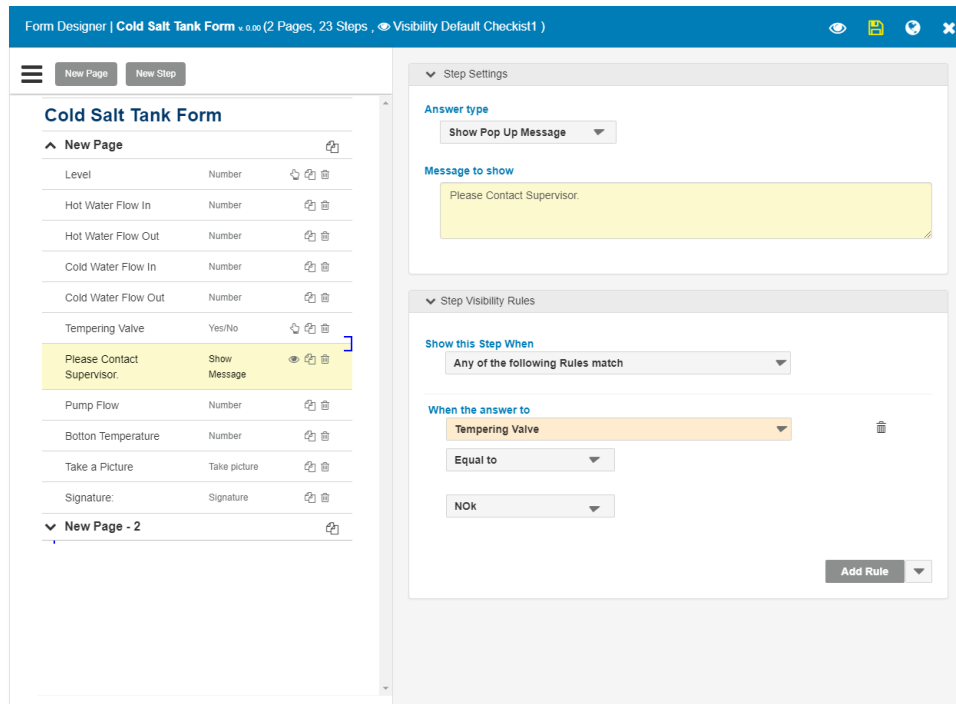 Form Designer | Cold Salt Tank Form v. 0.00 (2 Pages, 23 Steps , Visibility Default Checkist1 )
New Page New Step
Cold Salt Tank Form
New Page
Level Number
Hot Water Flow In Number
Hot Water Flow Out Number
Cold Water Flow In Number
Cold Water Flow Out Number
Tempering Valve Yes/No
Please Contact Supervisor. Show Message
Pump Flow Number
Botton Temperature Number
Take a Picture Take picture
Signature: Signature
New Page - 2
Step Settings
Answer type
Show Pop Up Message
Message to show
Please Contact Supervisor.
Step Visibility Rules
Show this Step When
Any of the following Rules match
When the answer to
Tempering Valve
Equal to
NOk
Add Rule